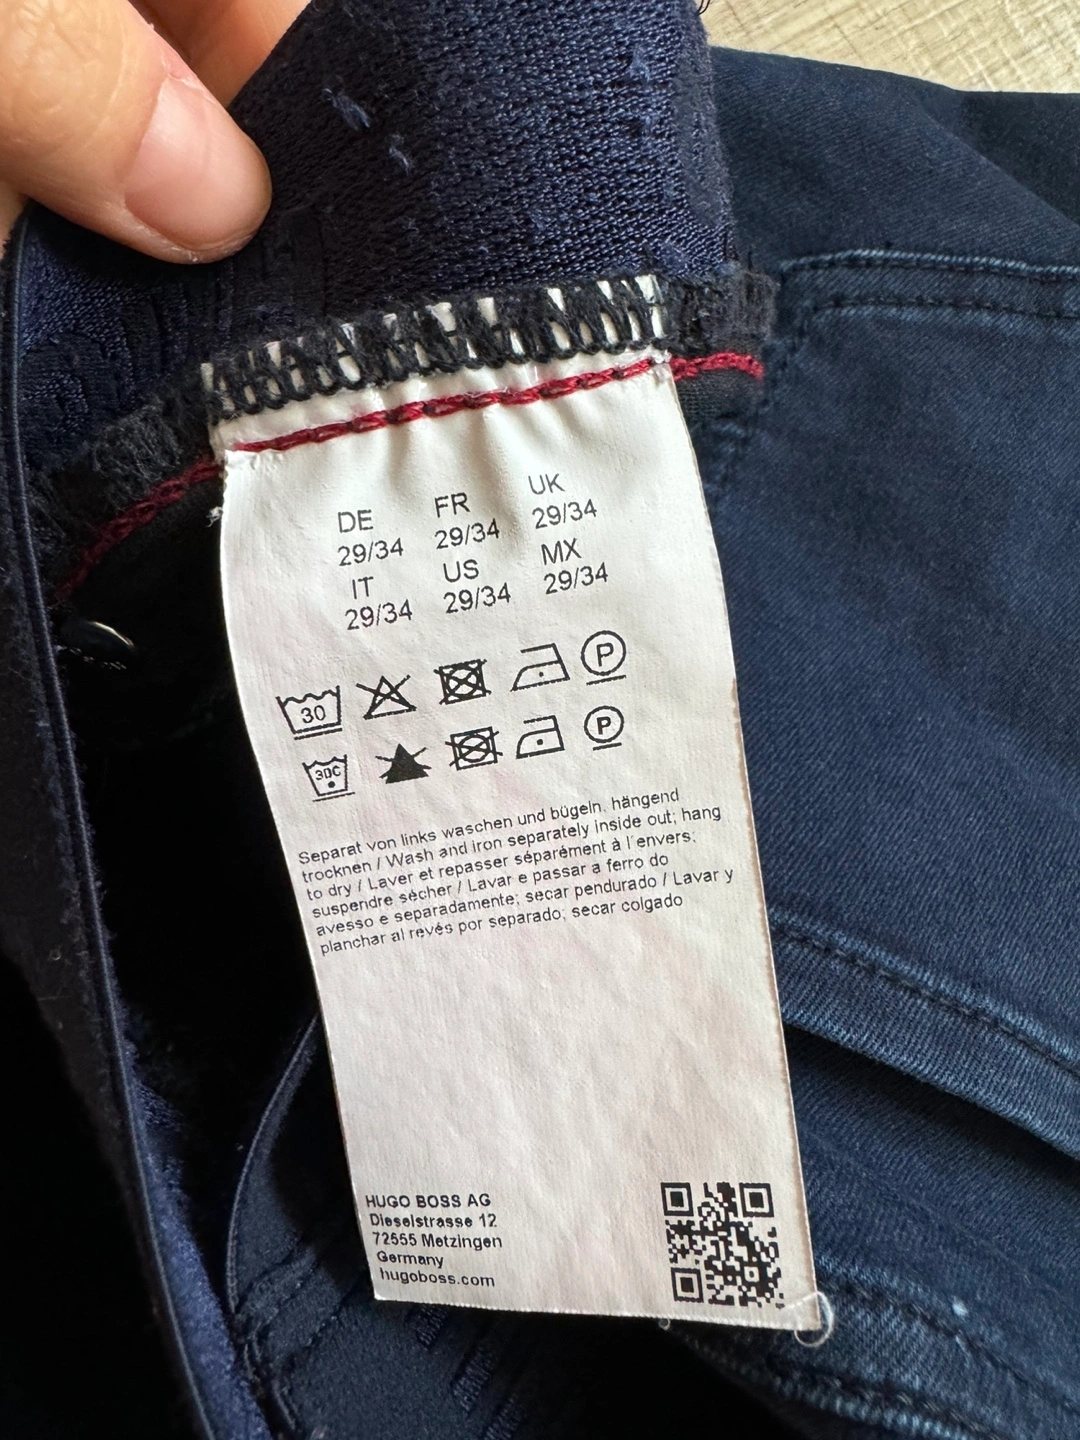 DE FR UK
29/34 29/34 29/34
IT US MX
29/34 29/34 29/34
30 P
30C P
Separat von links waschen und bügeln, hängend
trocknen / Wash and iron separately inside out; hang
to dry / Laver et repasser séparément à l'envers;
suspendre sécher / Lavar e passar a ferro do
avesso e separadamente; secar pendurado / Lavar y
planchar al revés por separado; secar colgado
HUGO BOSS AG
Dieselstrasse 12
72555 Metzingen
Germany
hugoboss.com